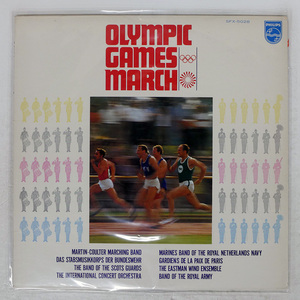 OLYMPIC
GAMES
MARCH
PHILIPS
MARTIN-COULTER MARCHING BAND
DAS STABSMUSIKKORPS DER BUNDESWEHR
THE BAND OF THE SCOTS GUARDS
THE INTERNATIONAL CONCERT ORCHESTRA
MARINES BAND OF THE ROYAL NETHERLANDS NAVY
GARDIENS DE LA PAIX DE PARIS
THE EASTMAN WIND ENSEMBLE
BAND OF THE ROYAL ARMY